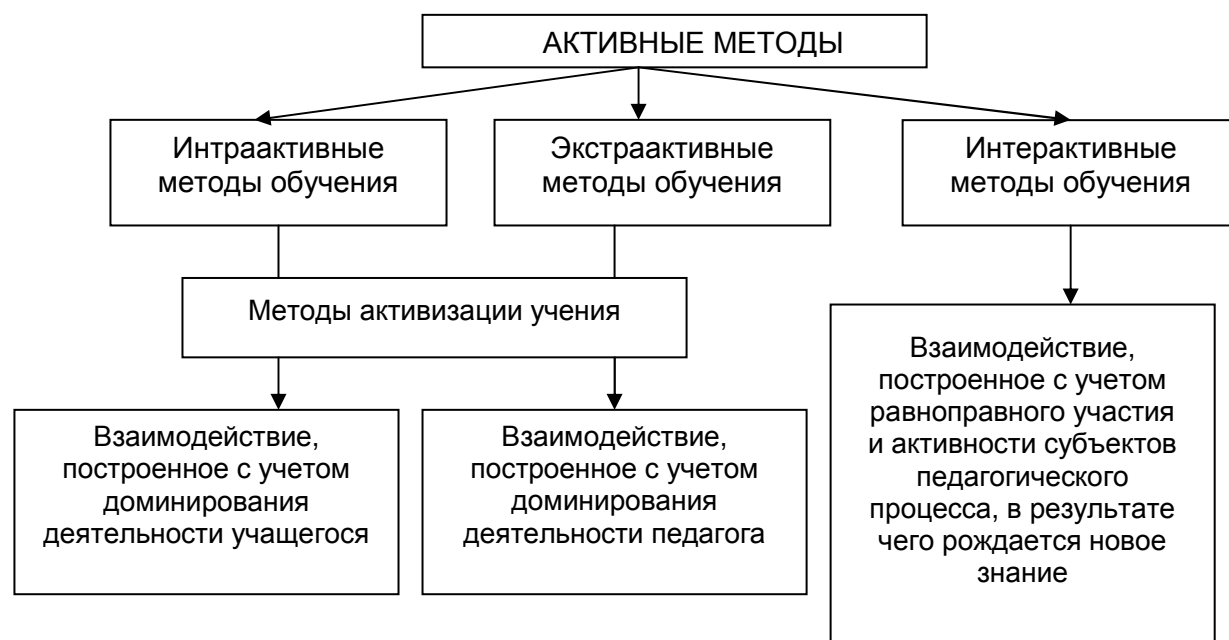 АКТИВНЫЕ МЕТОДЫ
Интраактивные
методы обучения
Экстраактивные
методы обучения
Интерактивные
методы обучения
Методы активизации учения
Взаимодействие,
построенное с учетом
доминирования
деятельности учащегося
Взаимодействие,
построенное с учетом
доминирования
деятельности педагога
Взаимодействие,
построенное с учетом
равноправного участия
и активности субъектов
педагогического
процесса, в результате
чего рождается новое
знание